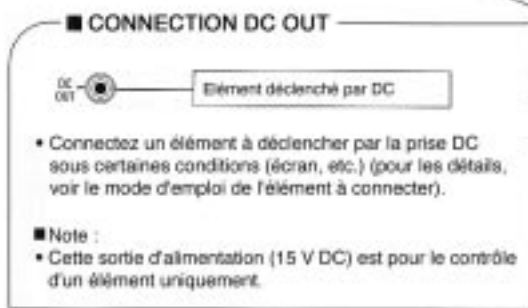 ■ CONNECTION DC OUT
DC
OUT
Elément déclenché par DC
• Connectez un élément à déclencher par la prise DC
sous certaines conditions (écran, etc.) (pour les détails,
voir le mode d'emploi de l'élément à connecter).
■Note :
• Cette sortie d'alimentation (15 V DC) est pour le contrôle
d'un élément uniquement.